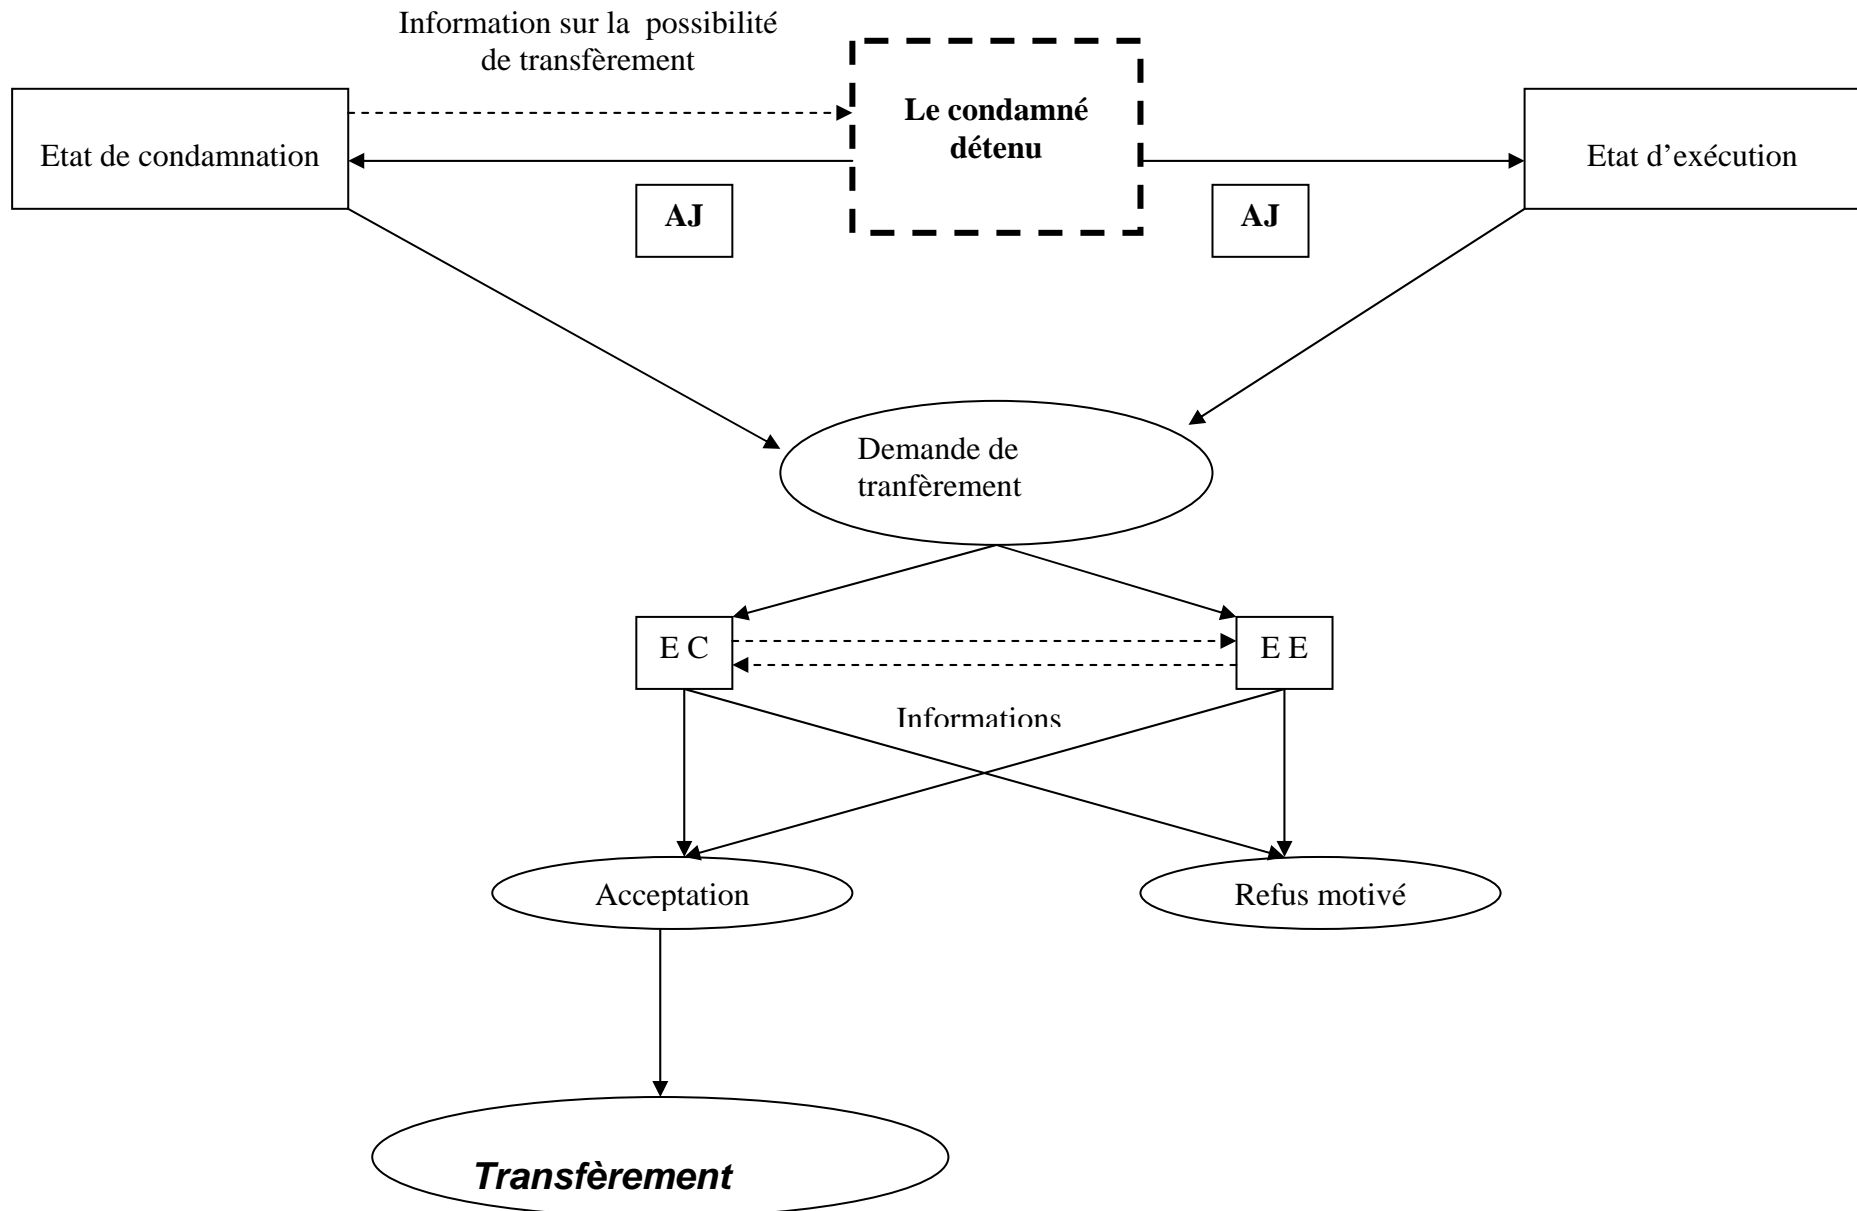 Information sur la possibilité
de transfèrement
Le condamné
détenu
Etat de condamnation
Etat d’exécution
AJ
AJ
Demande de
tranfèrement
E C
E E
Informations
Acceptation
Refus motivé
Transfèrement